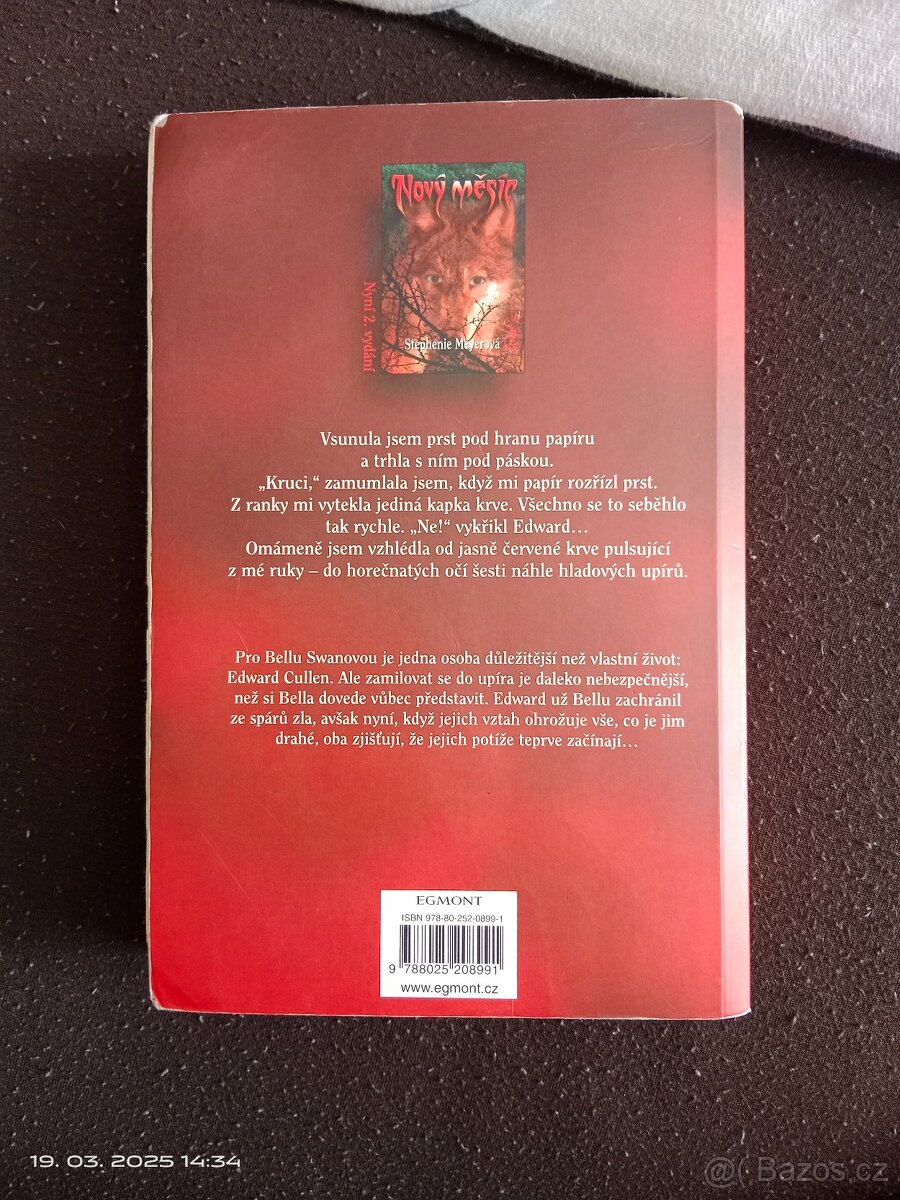 Nový měsíc
Nyní 2. vydání
Stephenie Meyerová
Vsunula jsem prst pod hranu papíru
a trhla s ním pod páskou.
„Kruci,“ zamumlala jsem, když mi papír rozřízl prst.
Z ranky mi vytekla jediná kapka krve. Všechno se to seběhlo
tak rychle. „Ne!“ vykřikl Edward…
Omámeně jsem vzhlédla od jasně červené krve pulsující
z mé ruky – do horečnatých očí šesti náhle hladových upírů.
Pro Bellu Swanovou je jedna osoba důležitější než vlastní život:
Edward Cullen. Ale zamilovat se do upíra je daleko nebezpečnější,
než si Bella dovede vůbec představit. Edward už Bellu zachránil
ze spárů zla, avšak nyní, když jejich vztah ohrožuje vše, co je jim
drahé, oba zjišťují, že jejich potíže teprve začínají…
EGMONT
ISBN 978-80-252-0899-1
9 788025 208991
www.egmont.cz
19. 03. 2025 14:34
@( Bazos.cz